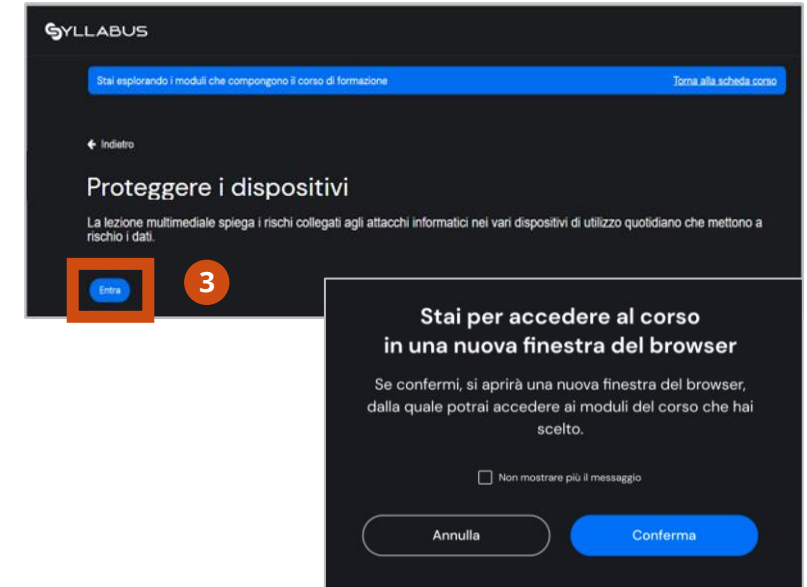 SYLLABUS
Stai esplorando i moduli che compongono il corso di formazione
Torna alla scheda corso
Indietro
Proteggere i dispositivi
La lezione multimediale spiega i rischi collegati agli attacchi informatici nei vari dispositivi di utilizzo quotidiano che mettono a
rischio i dati.
Entra
3
Stai per accedere al corso
in una nuova finestra del browser
Se confermi, si aprirà una nuova finestra del browser,
dalla quale potrai accedere ai moduli del corso che hai
scelto.
Non mostrare più il messaggio
Annulla
Conferma